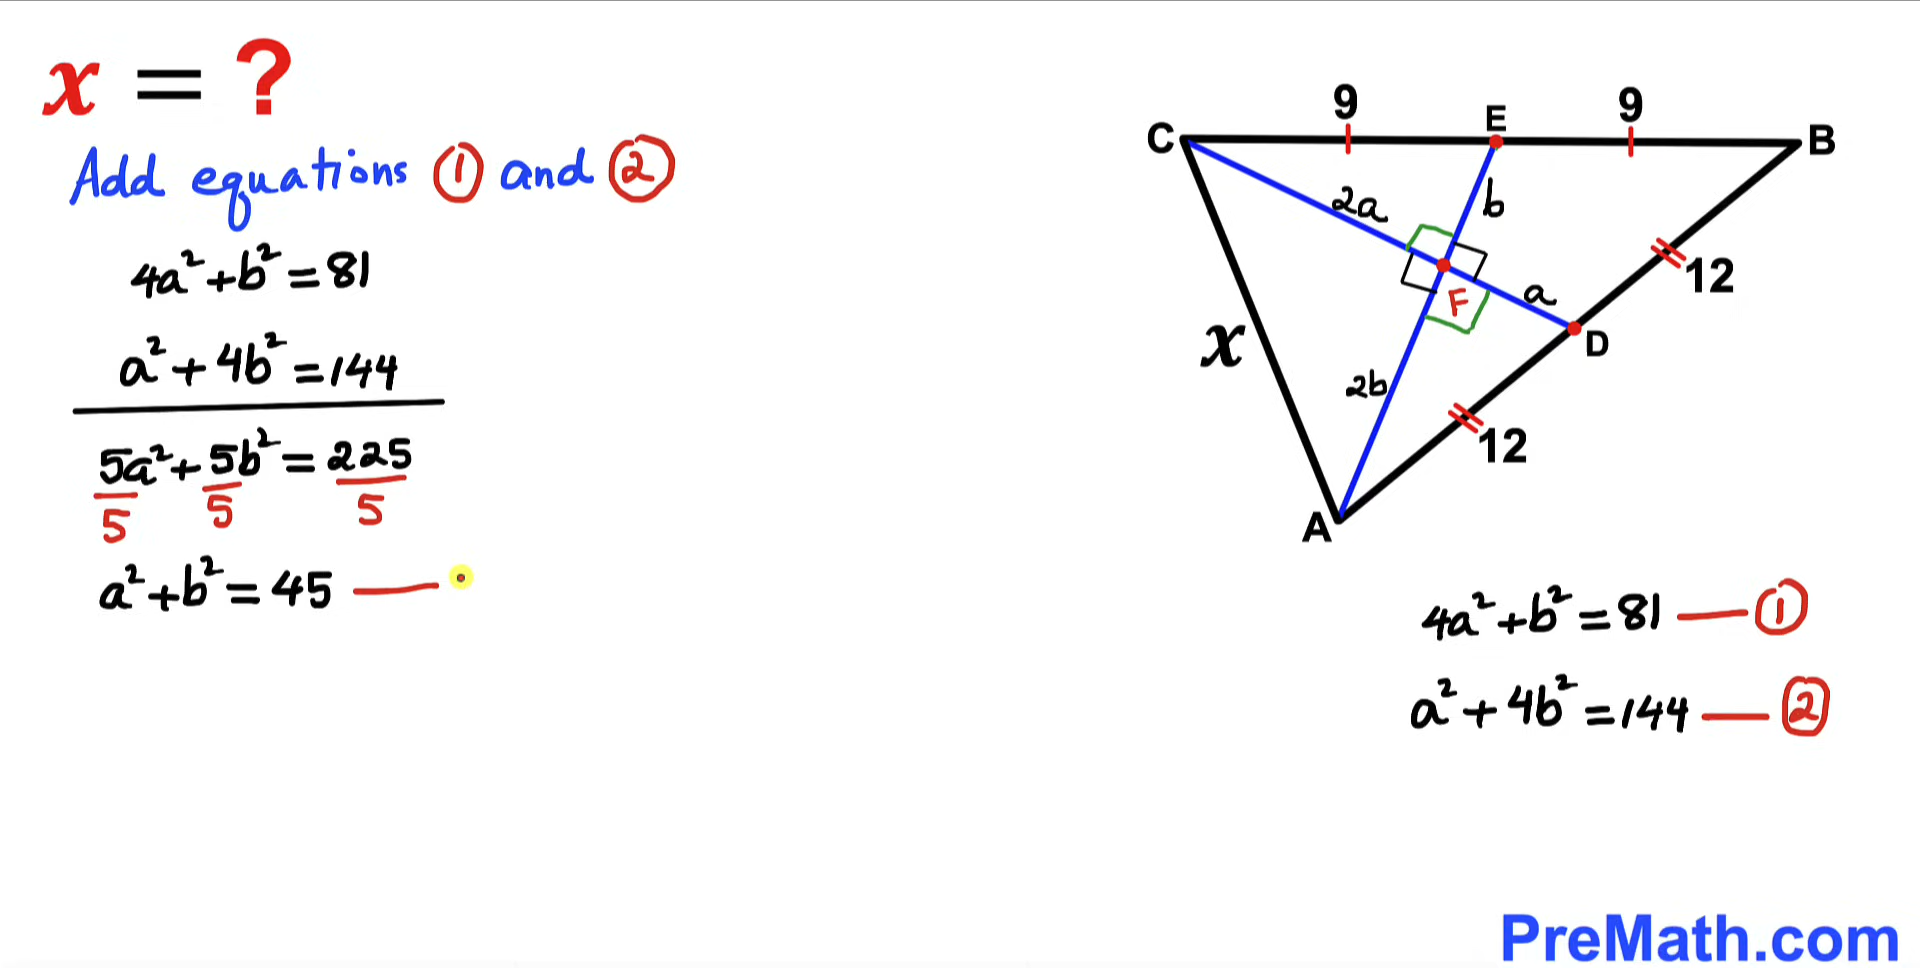 x = ?
Add equations ① and ②
4a² + b² = 81
a² + 4b² = 144
5a² + 5b² = 225
5 5 5
a² + b² = 45
9 9
C E B
2a b
12
F a
D
x
2b
12
A
4a² + b² = 81 — ①
a² + 4b² = 144 — ②
PreMath.com